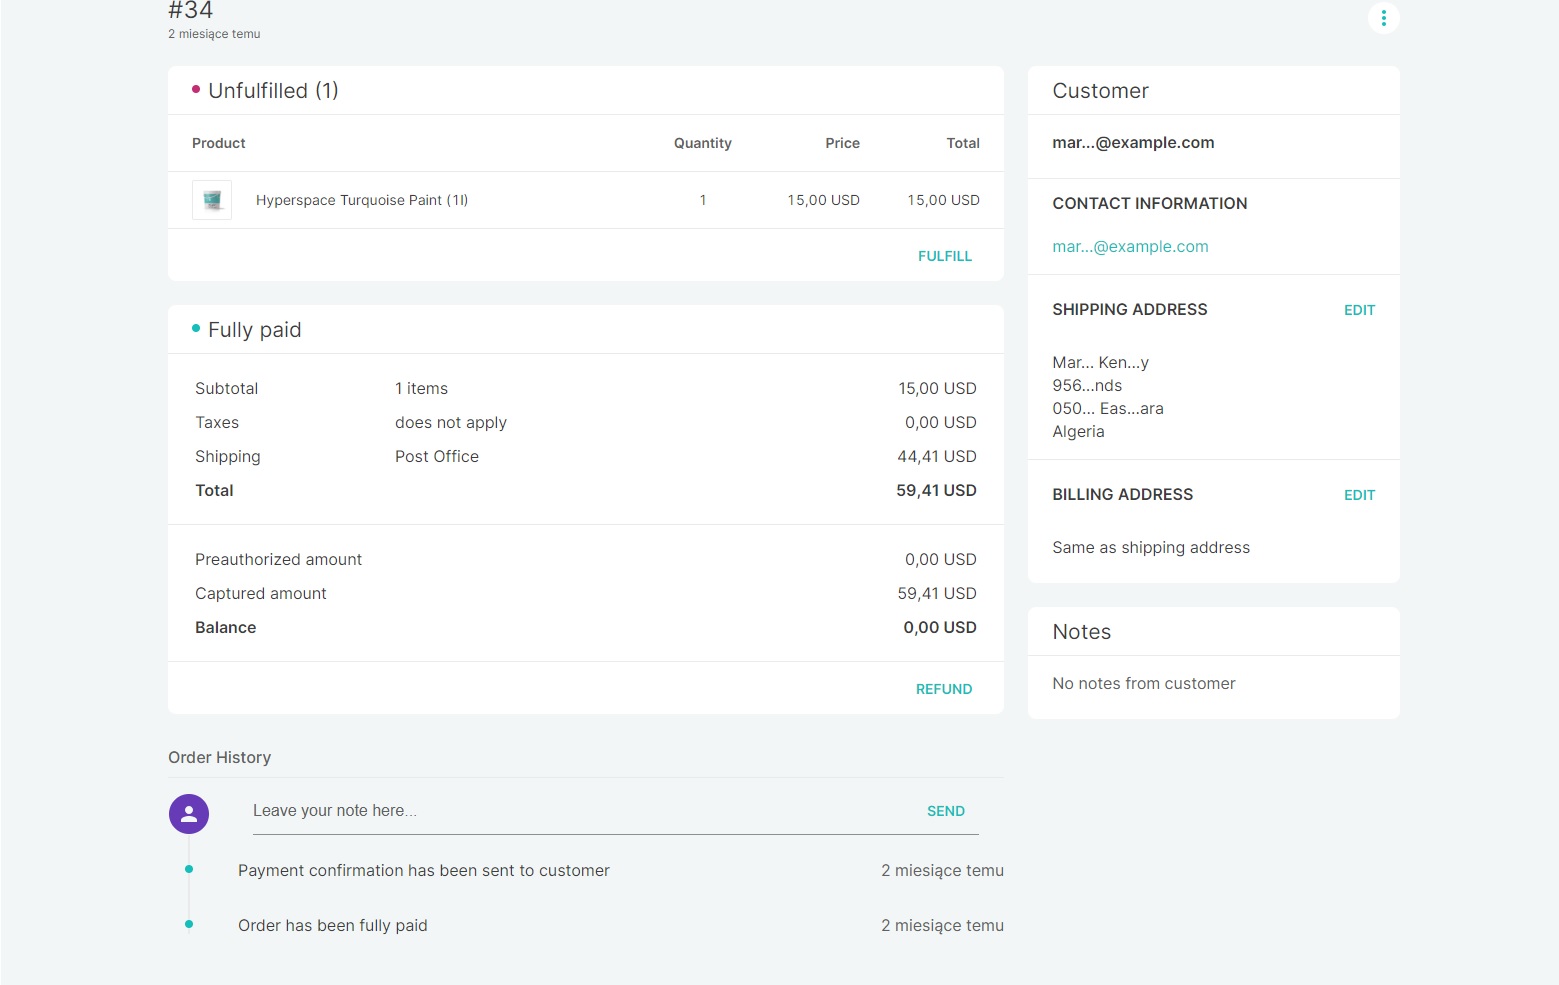 #34
2 miesiące temu
Unfulfilled (1)
Product Quantity Price Total
Hyperspace Turquoise Paint (1l) 1 15,00 USD 15,00 USD
FULFILL
Fully paid
Subtotal 1 items 15,00 USD
Taxes does not apply 0,00 USD
Shipping Post Office 44,41 USD
Total 59,41 USD
Preauthorized amount 0,00 USD
Captured amount 59,41 USD
Balance 0,00 USD
REFUND
Order History
Leave your note here...
SEND
Payment confirmation has been sent to customer 2 miesiące temu
Order has been fully paid 2 miesiące temu
Customer
mar...@example.com
CONTACT INFORMATION
mar...@example.com
SHIPPING ADDRESS EDIT
Mar... Ken...y
956...nds
050... Eas...ara
Algeria
BILLING ADDRESS EDIT
Same as shipping address
Notes
No notes from customer